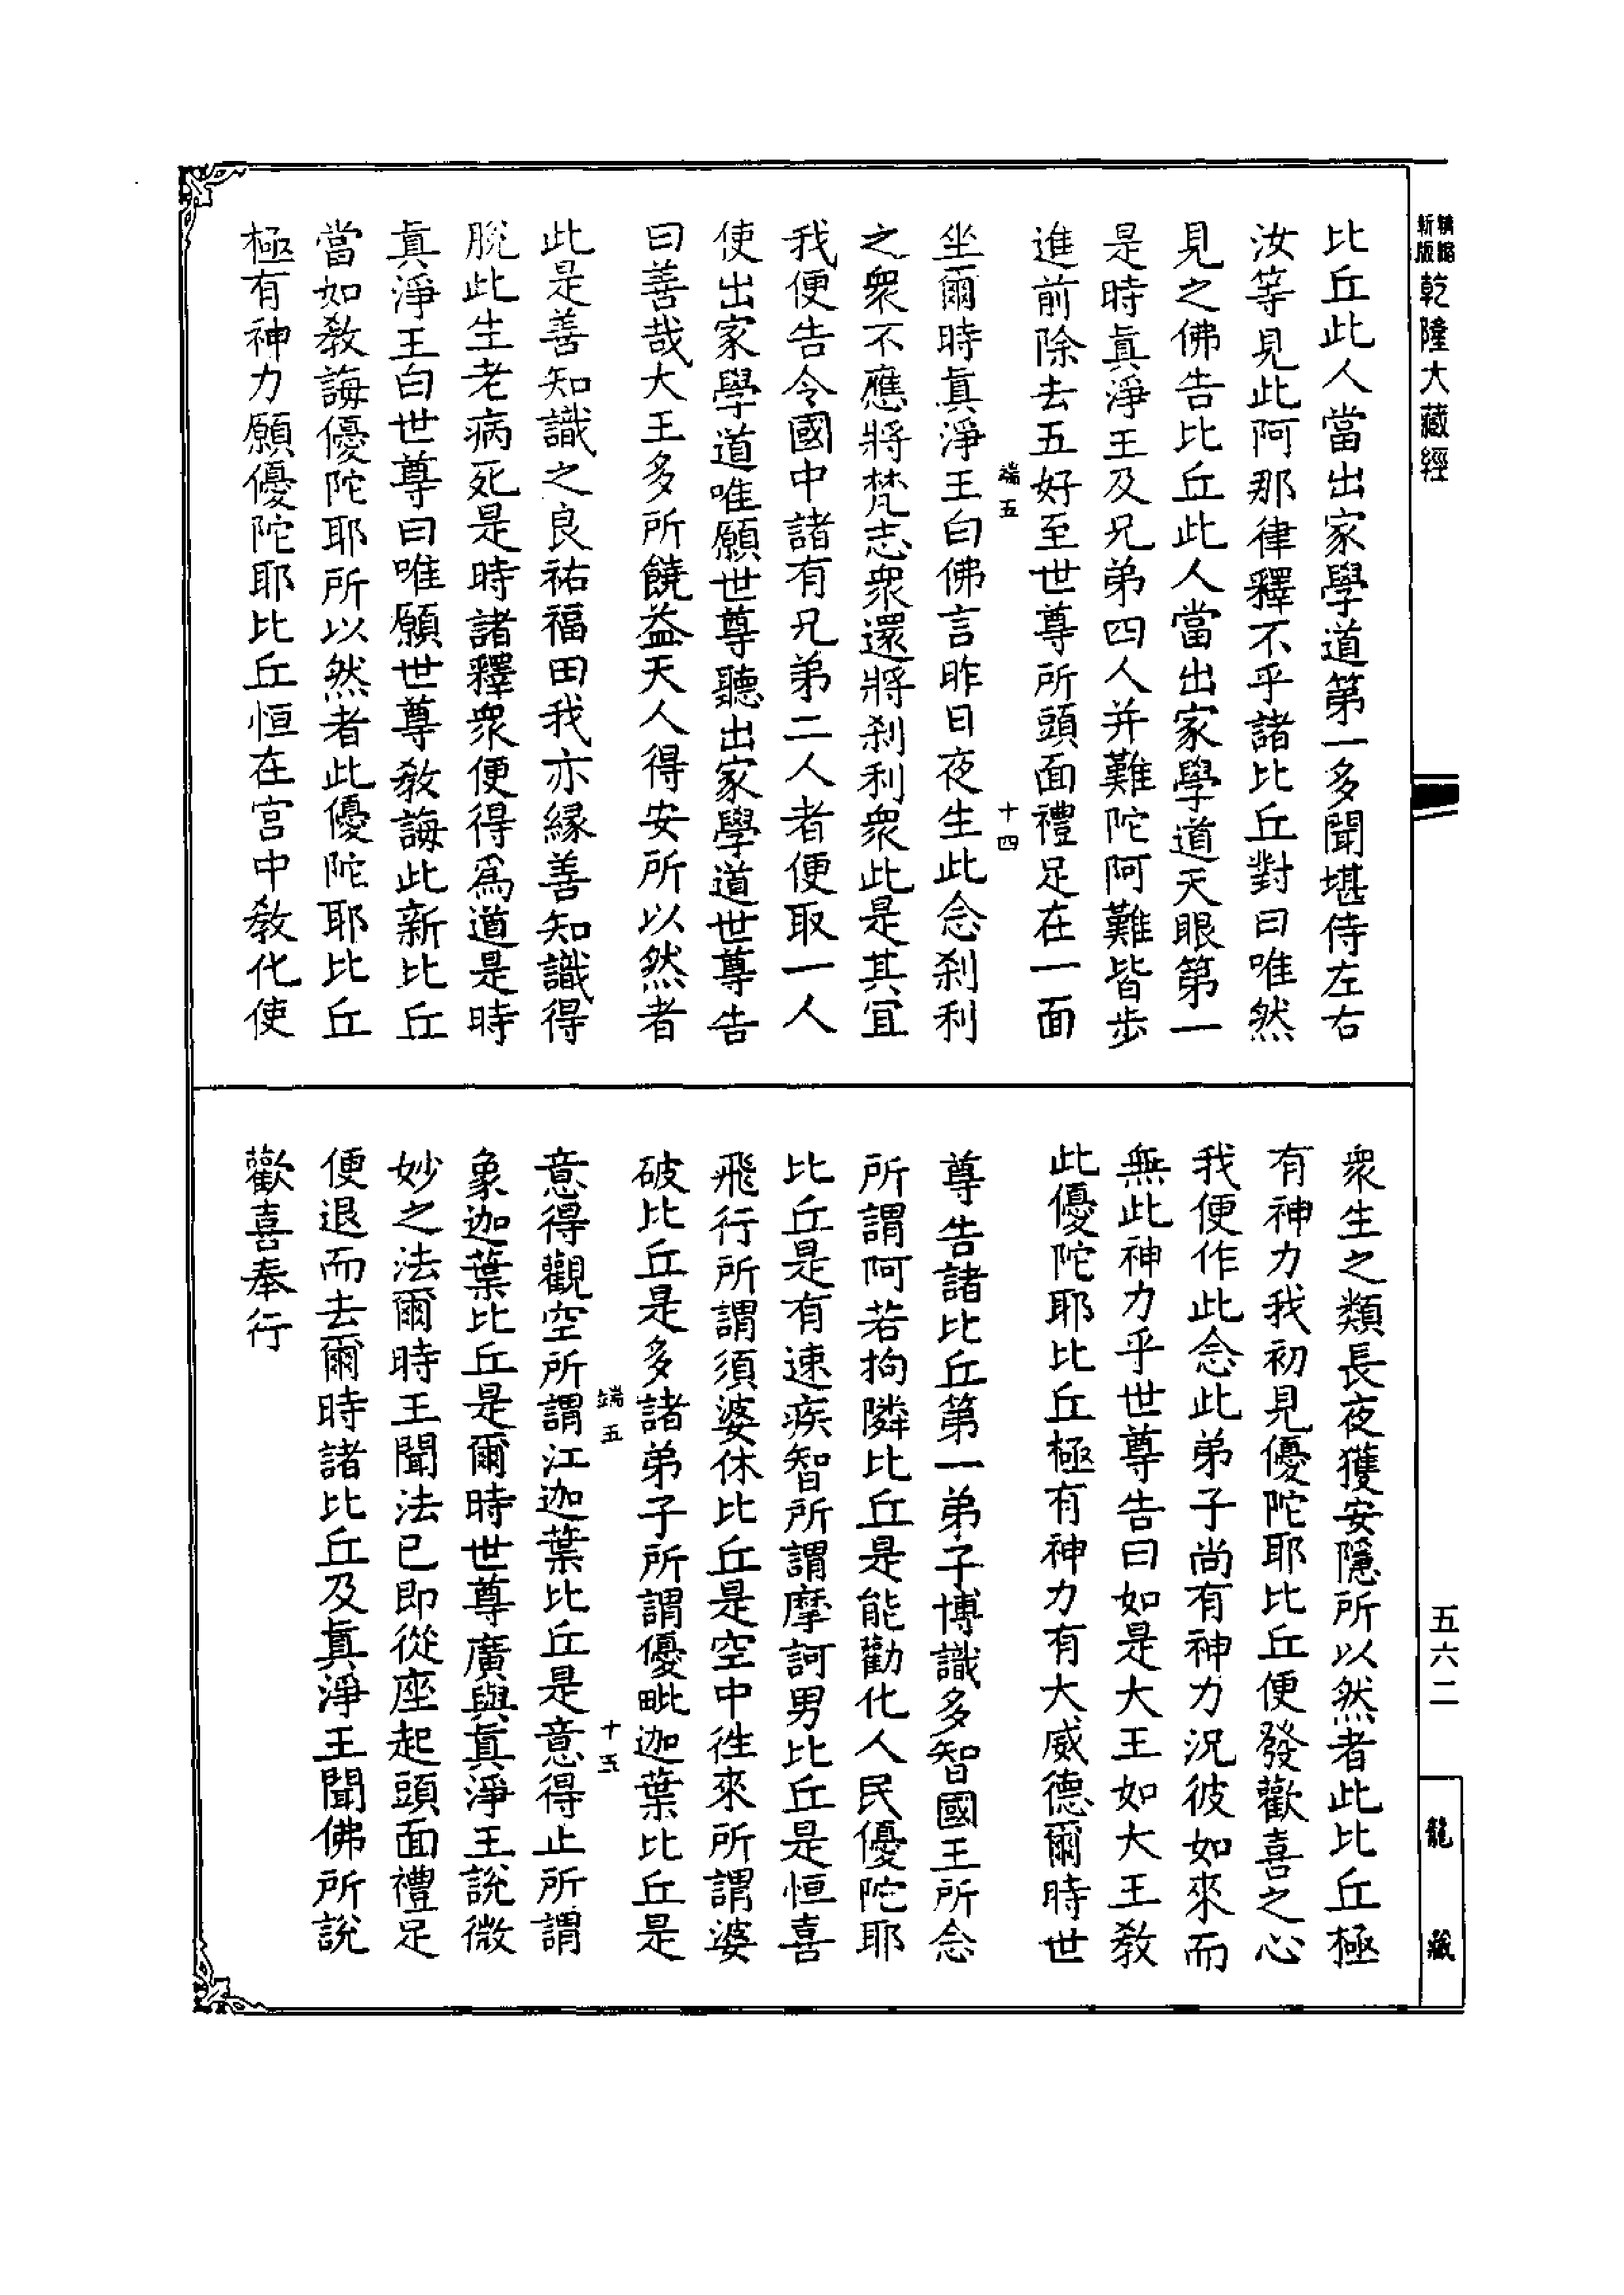 精縮
新版
乾隆大藏經
比丘此人當出家學道第一多聞堪侍左右
汝等見此阿那律釋不乎諸比丘對曰唯然
見之佛告比丘此人當出家學道天眼第一
是時真淨王及兄弟四人并難陀阿難皆步
進前除去五好至世尊所頭面禮足在一面
端五
十四
坐爾時真淨王白佛言昨日夜生此念刹利
之衆不應將梵志衆還將刹利衆此是其宜
我便告令國中諸有兄弟二人者便取一人
使出家學道唯願世尊聽出家學道世尊告
曰善哉大王多所饒益天人得安所以然者
此是善知識之良祐福田我亦緣善知識得
脫此生老病死是時諸釋衆便得爲道是時
真淨王白世尊曰唯願世尊教誨此新比丘
當如教誨優陀耶所以然者此優陀耶比丘
極有神力願優陀耶比丘恒在宮中教化使
衆生之類長夜獲安隱所以然者此比丘極
有神力我初見優陀耶比丘便發歡喜之心
我便作此念此弟子尚有神力況彼如來而
無此神力乎世尊告曰如是大王如大王教
此優陀耶比丘極有神力有大威德爾時世
尊告諸比丘第一弟子博識多智國王所念
所謂阿若拘隣比丘是能勸化人民優陀耶
比丘是有速疾智所謂摩訶男比丘是恒喜
飛行所謂須婆休比丘是空中往來所謂婆
破比丘是多諸弟子所謂優毗迦葉比丘是
端五
十五
意得觀空所謂江迦葉比丘是意得止所謂
象迦葉比丘是爾時世尊廣與真淨王說微
妙之法爾時王聞法已即從座起頭面禮足
便退而去爾時諸比丘及真淨王聞佛所說
歡喜奉行
五六二
龍藏